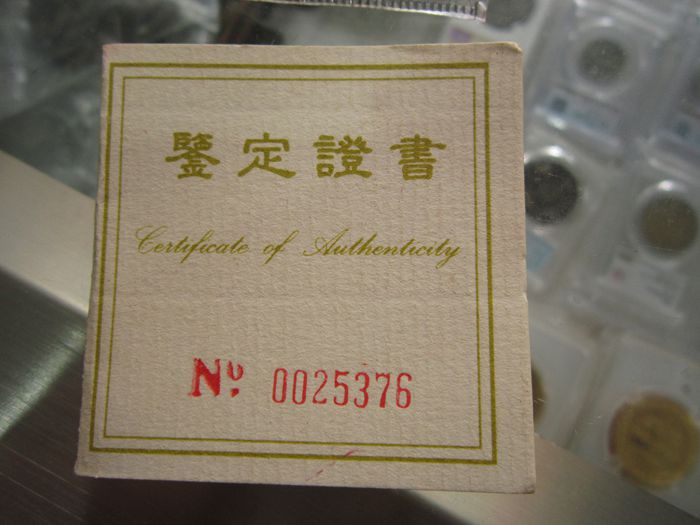 鑒定證書
Certificate of Authenticity
No. 0025376